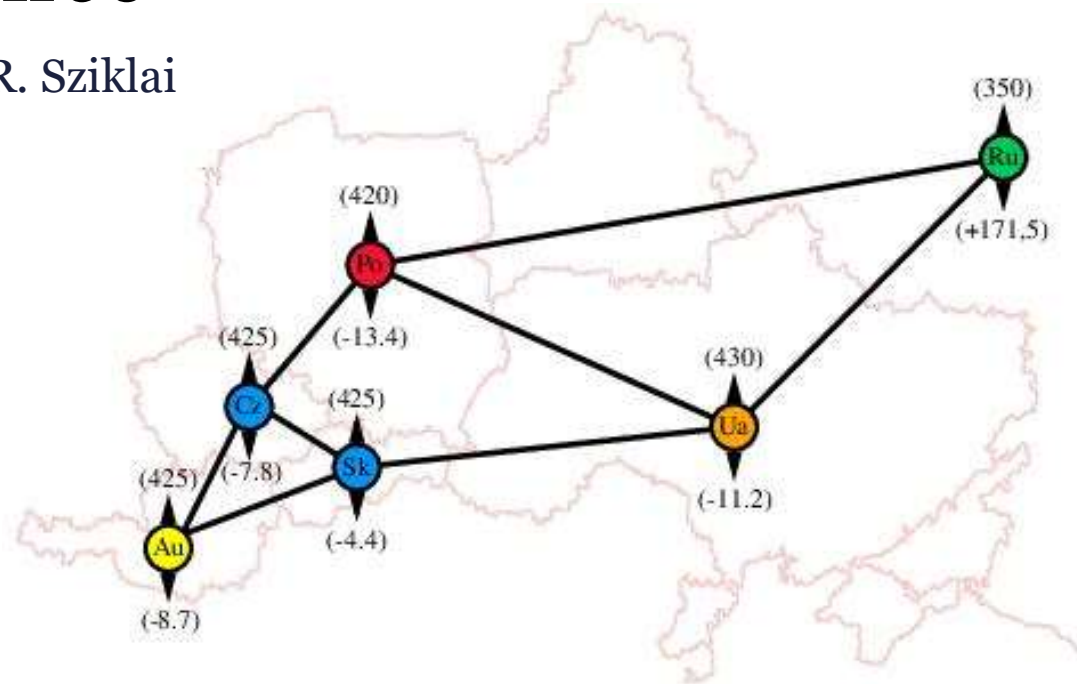 R. Sziklai
(350)
Ru
(+171,5)
(420)
Po
(-13.4)
(425)
Cz
(-7.8)
(425)
Sk
(-4.4)
(430)
Ua
(-11.2)
(425)
Au
(-8.7)